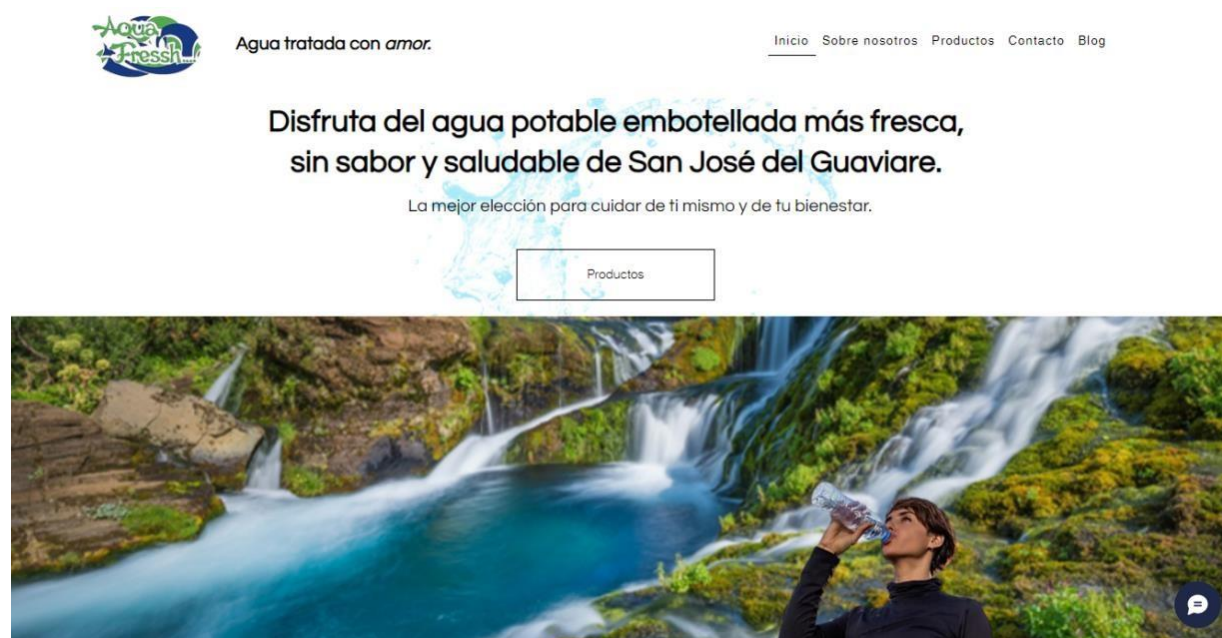 Aqua
Fressh...
Agua tratada con amor.
Inicio Sobre nosotros Productos Contacto Blog
Disfruta del agua potable embotellada más fresca,
sin sabor y saludable de San José del Guaviare.
La mejor elección para cuidar de ti mismo y de tu bienestar.
Productos